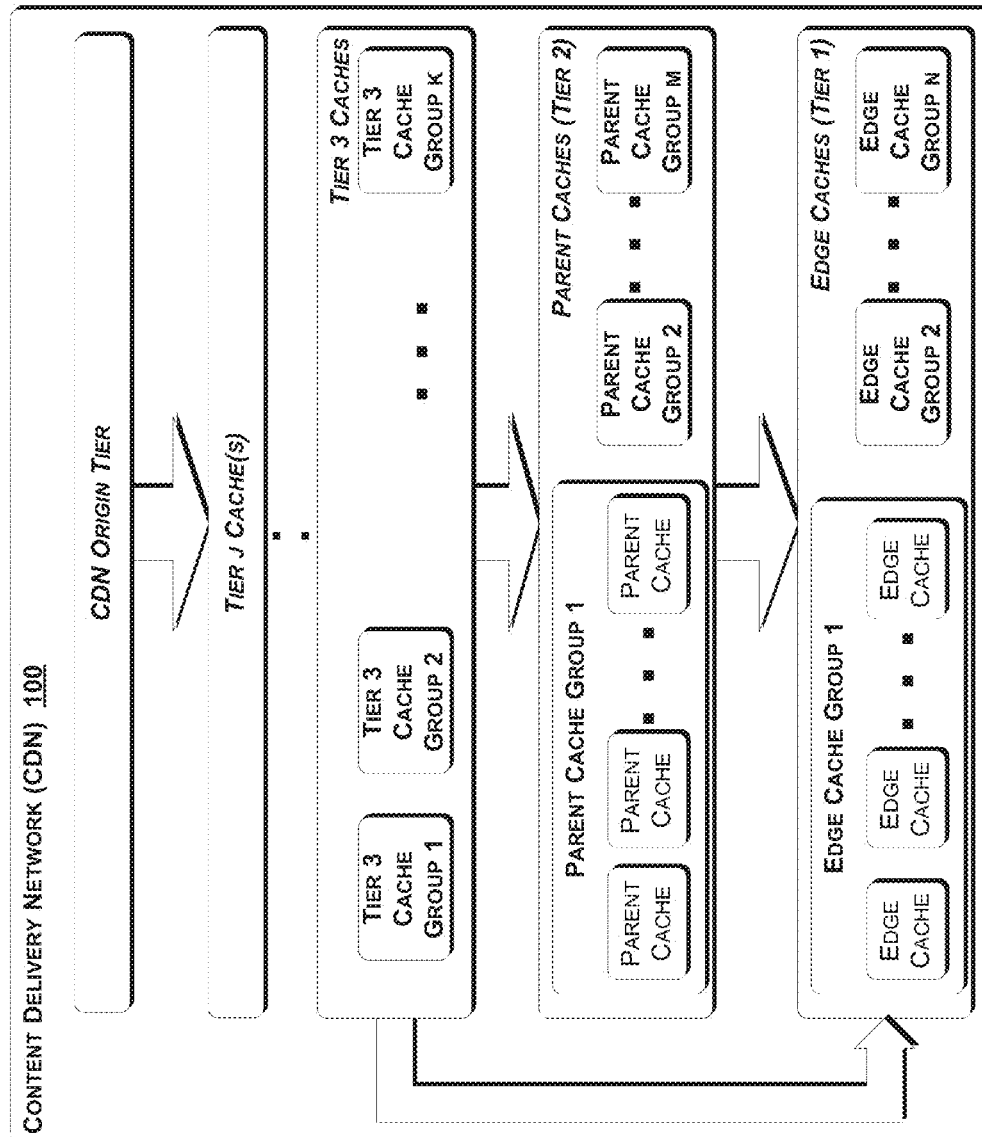 CONTENT DELIVERY NETWORK (CDN) 100
CDN ORIGIN TIER
TIER J CACHE(S)
TIER 3 CACHES
TIER 3
CACHE
GROUP 1
TIER 3
CACHE
GROUP 2
TIER 3
CACHE
GROUP K
PARENT CACHES (TIER 2)
PARENT CACHE GROUP 1
PARENT
CACHE
PARENT
CACHE
PARENT
CACHE
PARENT
CACHE
GROUP 2
PARENT
CACHE
GROUP M
EDGE CACHES (TIER 1)
EDGE CACHE GROUP 1
EDGE
CACHE
EDGE
CACHE
EDGE
CACHE
EDGE
CACHE
GROUP 2
EDGE
CACHE
GROUP N